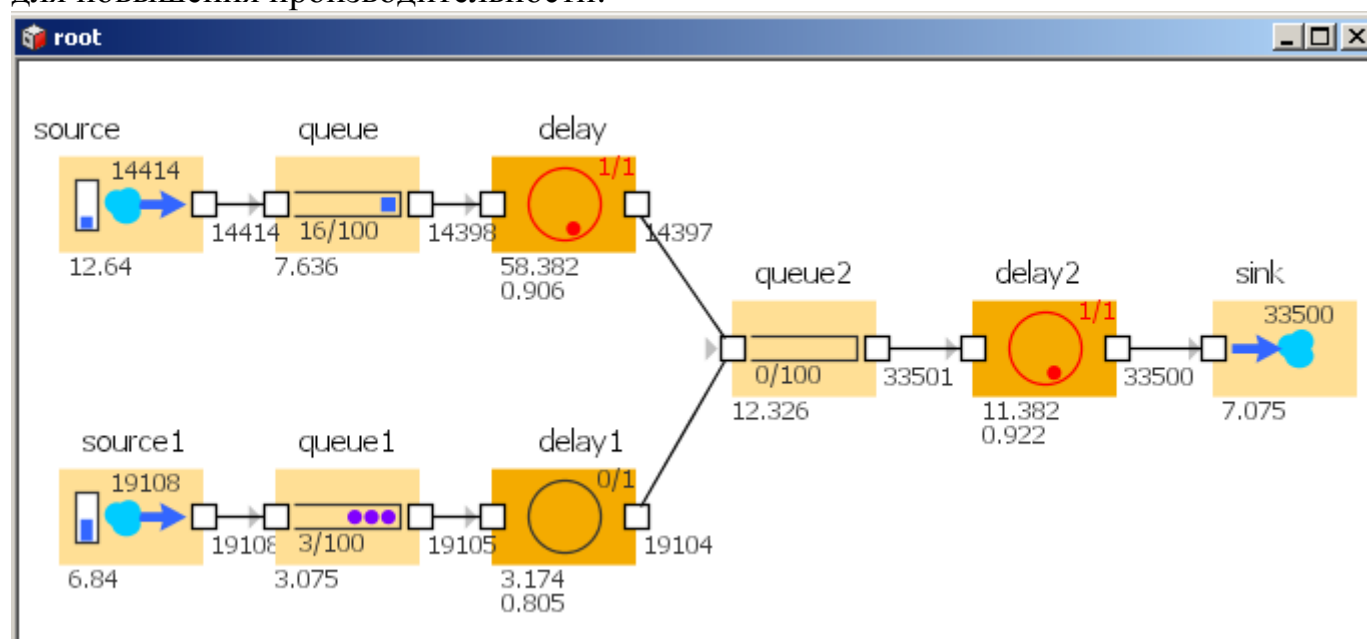 для повышения производительности.
root
source queue delay
14414 1/1
14414 16/100 14398 14397
12.64 7.636 58.382
0.906
queue2 delay2 sink
1/1 33500
0/100 33501 33500
12.326 11.382 7.075
0.922
source1 queue1 delay1
19108 0/1
19108 3/100 19105 19104
6.84 3.075 3.174
0.805